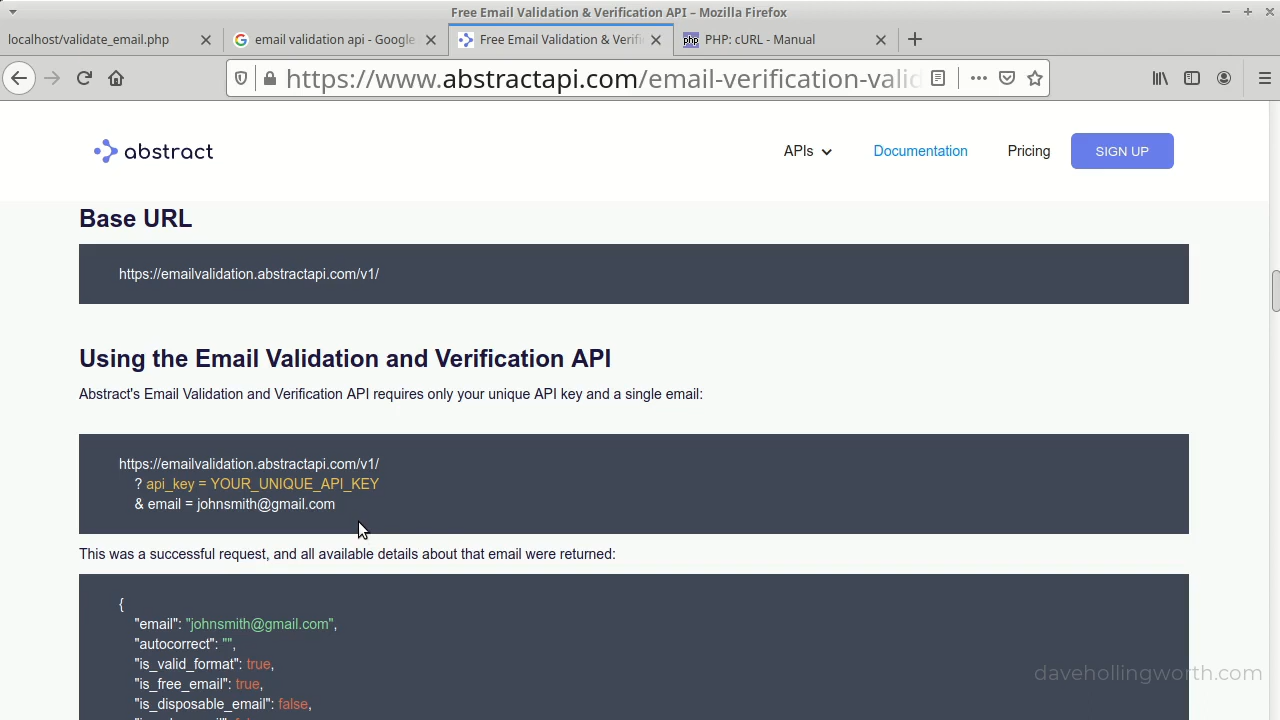 Free Email Validation & Verification API – Mozilla Firefox
localhost/validate_email.php
email validation api - Google
Free Email Validation & Verifi
php PHP: cURL - Manual
https://www.abstractapi.com/email-verification-valid
abstract
APIs
Documentation
Pricing
SIGN UP
Base URL
https://emailvalidation.abstractapi.com/v1/
Using the Email Validation and Verification API
Abstract's Email Validation and Verification API requires only your unique API key and a single email:
https://emailvalidation.abstractapi.com/v1/
? api_key = YOUR_UNIQUE_API_KEY
& email = johnsmith@gmail.com
This was a successful request, and all available details about that email were returned:
{
"email": "johnsmith@gmail.com",
"autocorrect": "",
"is_valid_format": true,
"is_free_email": true,
"is_disposable_email": false,
davehollingworth.com